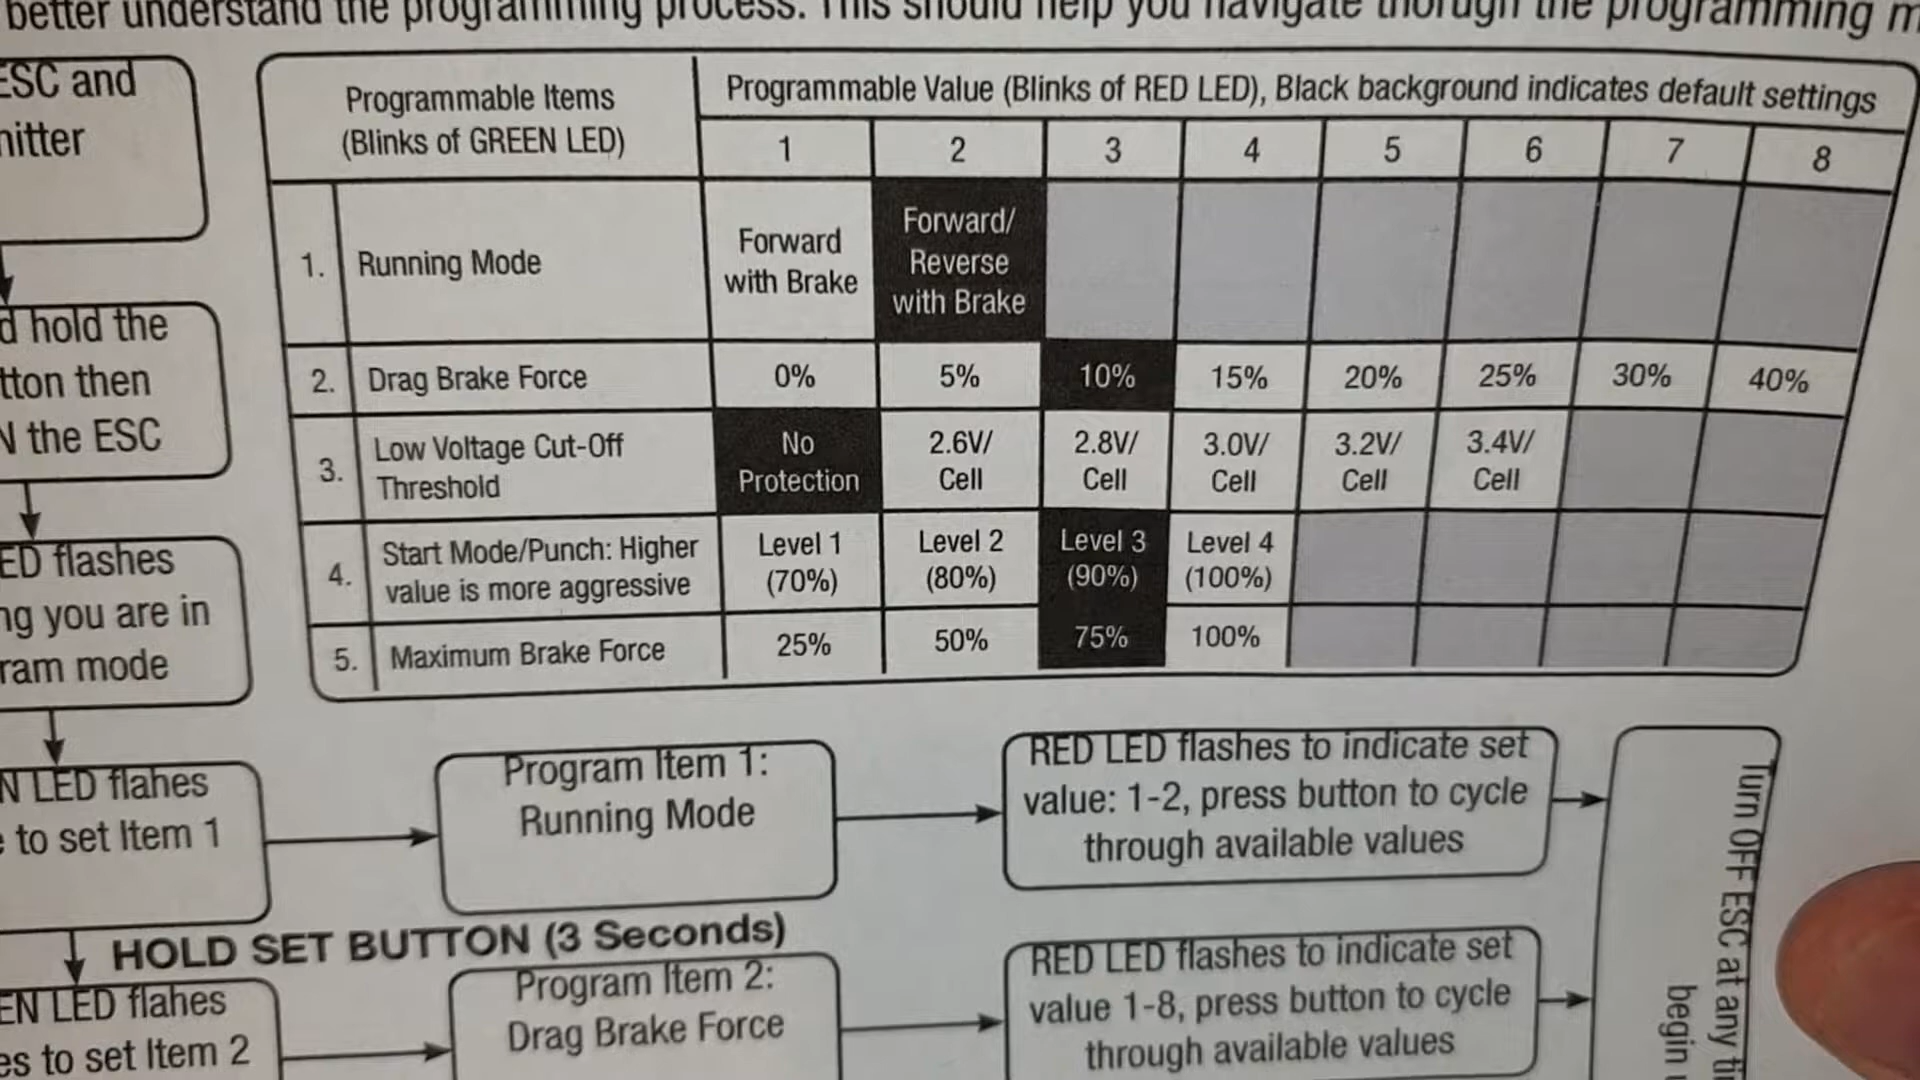 better understand the programming process. This should help you navigate thorugh the programming m
ESC and
mitter
d hold the
tton then
N the ESC
ED flashes
ng you are in
ram mode
N LED flahes
e to set Item 1
EN LED flahes
es to set Item 2
Programmable Items
(Blinks of GREEN LED)
Programmable Value (Blinks of RED LED), Black background indicates default settings
1 2 3 4 5 6 7 8
1. Running Mode
Forward
with Brake
Forward/
Reverse
with Brake
2. Drag Brake Force 0% 5% 10% 15% 20% 25% 30% 40%
3. Low Voltage Cut-Off
Threshold
No
Protection
2.6V/
Cell
2.8V/
Cell
3.0V/
Cell
3.2V/
Cell
3.4V/
Cell
4. Start Mode/Punch: Higher
value is more aggressive
Level 1
(70%)
Level 2
(80%)
Level 3
(90%)
Level 4
(100%)
5. Maximum Brake Force 25% 50% 75% 100%
Program Item 1:
Running Mode
RED LED flashes to indicate set
value: 1-2, press button to cycle
through available values
HOLD SET BUTTON (3 Seconds)
Program Item 2:
Drag Brake Force
RED LED flashes to indicate set
value 1-8, press button to cycle
through available values
Turn OFF ESC at any ti
begin